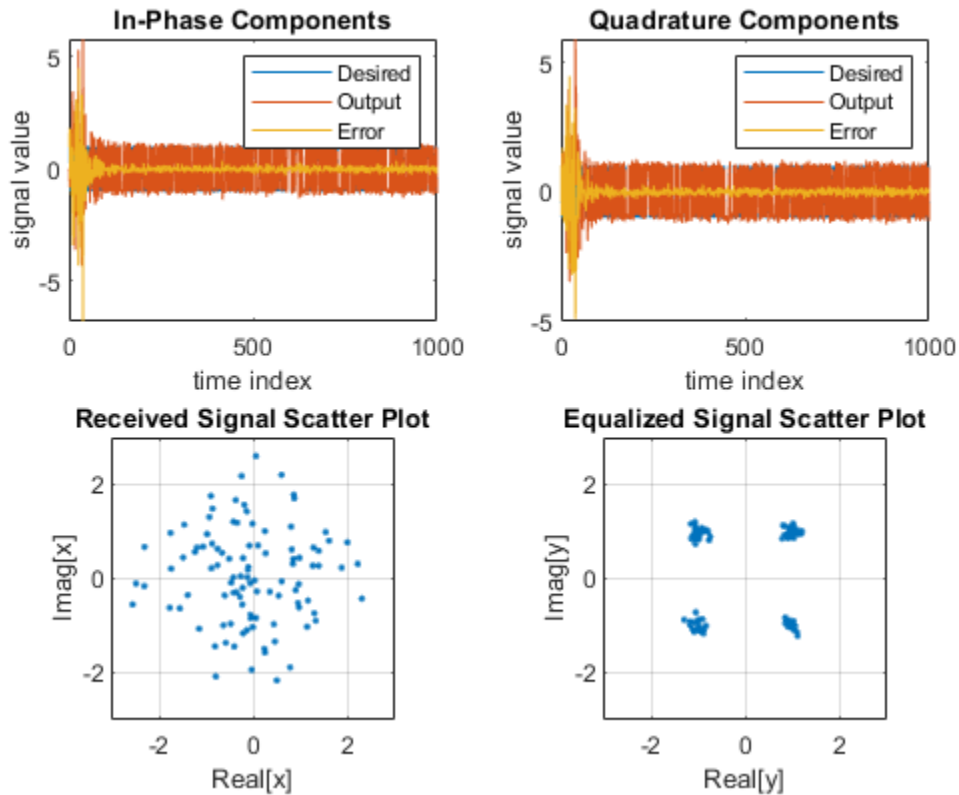 In-Phase Components
5
0
-5
signal value
Desired
Output
Error
0
500
1000
time index
Quadrature Components
5
0
-5
signal value
Desired
Output
Error
0
500
1000
time index
Received Signal Scatter Plot
2
0
-2
Imag[x]
-2
0
2
Real[x]
Equalized Signal Scatter Plot
2
0
-2
Imag[y]
-2
0
2
Real[y]